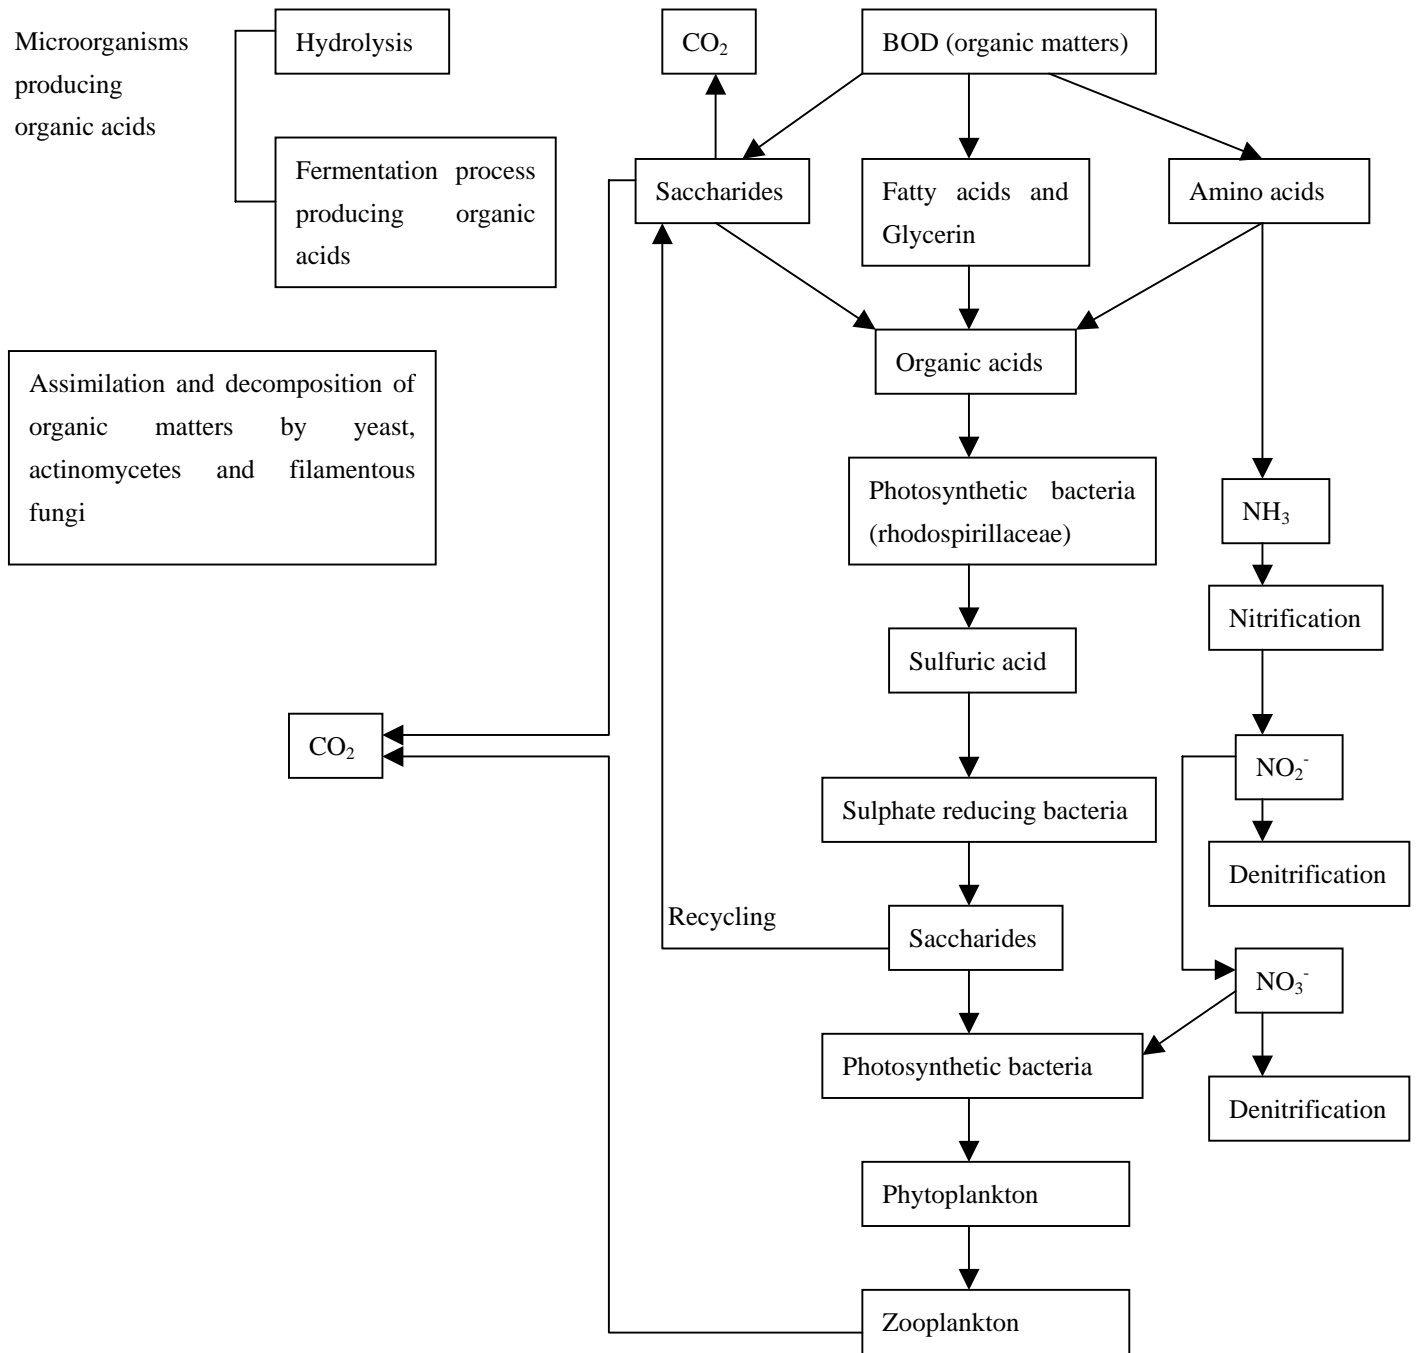 Microorganisms
producing
organic acids
Hydrolysis
Fermentation process
producing organic
acids
CO₂
BOD (organic matters)
Saccharides
Fatty acids and
Glycerin
Amino acids
Organic acids
Assimilation and decomposition of
organic matters by yeast,
actinomycetes and filamentous
fungi
Photosynthetic bacteria
(rhodospirillaceae)
NH₃
Nitrification
Sulfuric acid
CO₂
NO₂⁻
Sulphate reducing bacteria
Denitrification
Recycling
Saccharides
NO₃⁻
Photosynthetic bacteria
Denitrification
Phytoplankton
Zooplankton